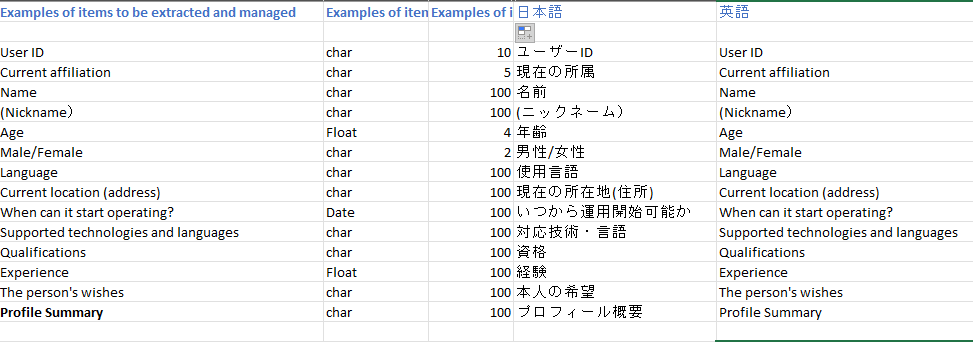 Examples of items to be extracted and managed Examples of iten Examples of i 日本語 英語
User ID char 10 ユーザーID User ID
Current affiliation char 5 現在の所属 Current affiliation
Name char 100 名前 Name
(Nickname） char 100 (ニックネーム） (Nickname）
Age Float 4 年齢 Age
Male/Female char 2 男性/女性 Male/Female
Language char 100 使用言語 Language
Current location (address) char 100 現在の所在地(住所) Current location (address)
When can it start operating? Date 100 いつから運用開始可能か When can it start operating?
Supported technologies and languages char 100 対応技術・言語 Supported technologies and languages
Qualifications char 100 資格 Qualifications
Experience Float 100 経験 Experience
The person's wishes char 100 本人の希望 The person's wishes
Profile Summary char 100 プロフィール概要 Profile Summary